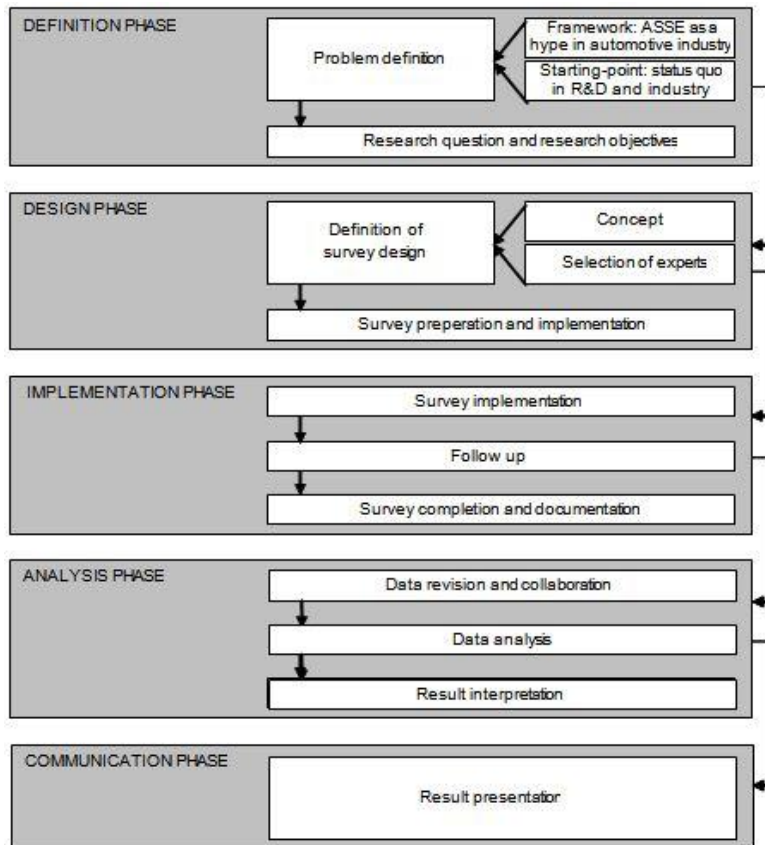 DEFINITION PHASE
Problem definition
Framework: ASSE as a
hype in automotive industry
Starting-point: status quo
in R&D and industry
Research question and research objectives
DESIGN PHASE
Definition of
survey design
Concept
Selection of experts
Survey preperation and implementation
IMPLEMENTATION PHASE
Survey implementation
Follow up
Survey completion and documentation
ANALYSIS PHASE
Data revision and collaboration
Data analysis
Result interpretation
COMMUNICATION PHASE
Result presentation